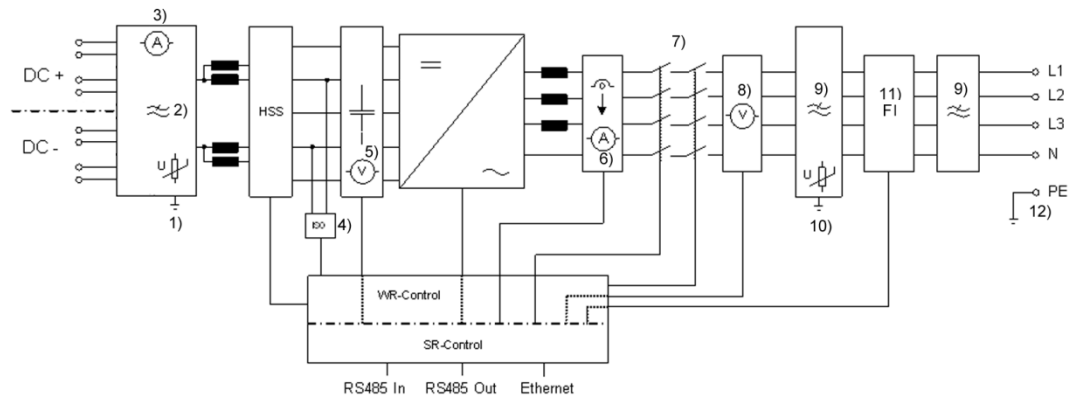 3)
A
DC +
2)
DC -
U
1)
HSS
ISO
4)
5)
V
A
6)
7)
8)
V
9)
U
10)
11)
FI
9)
L1
L2
L3
N
PE
12)
WR-Control
SR-Control
RS485 In
RS485 Out
Ethernet